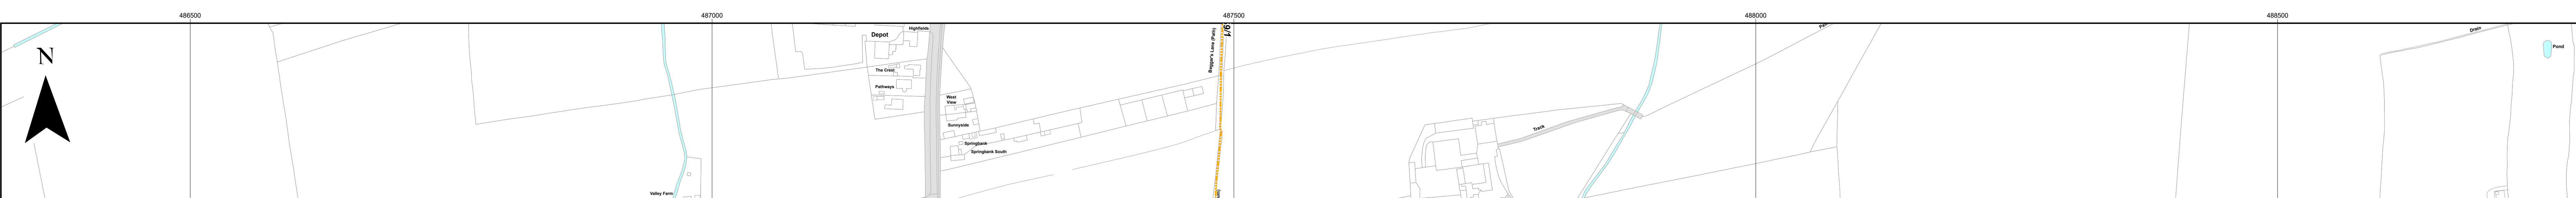 486500
487000
487500
488000
488500
N
Highfields
Depot
The Crest
Pathways
West
View
Sunnyside
Springbank
Springbank South
Valley Farm
Beggar's Lane (Path)
Track
Drain
Pond